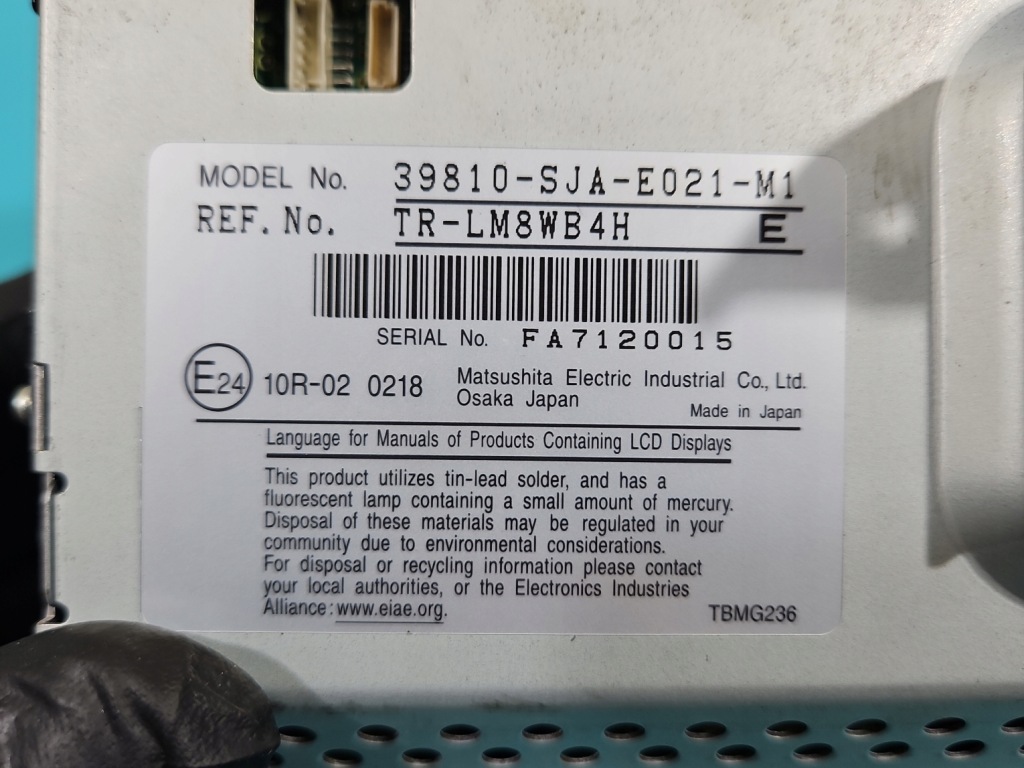 MODEL No. 39810-SJA-E021-M1
REF. No. TR-LM8WB4H E
SERIAL No. FA7120015
E24 10R-02 0218
Matsushita Electric Industrial Co., Ltd.
Osaka Japan
Made in Japan
Language for Manuals of Products Containing LCD Displays
This product utilizes tin-lead solder, and has a
fluorescent lamp containing a small amount of mercury.
Disposal of these materials may be regulated in your
community due to environmental considerations.
For disposal or recycling information please contact
your local authorities, or the Electronics Industries
Alliance: www.eiae.org.
TBMG236